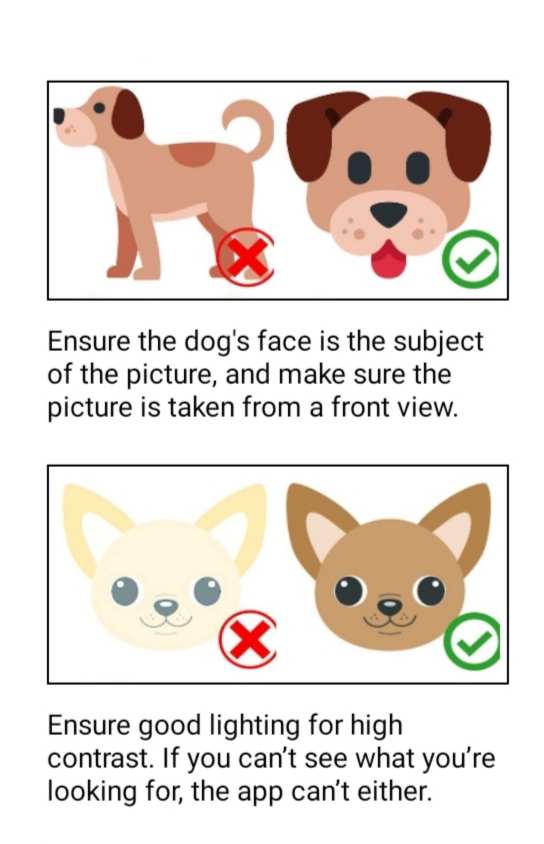 Ensure the dog's face is the subject
of the picture, and make sure the
picture is taken from a front view.
Ensure good lighting for high
contrast. If you can’t see what you’re
looking for, the app can’t either.